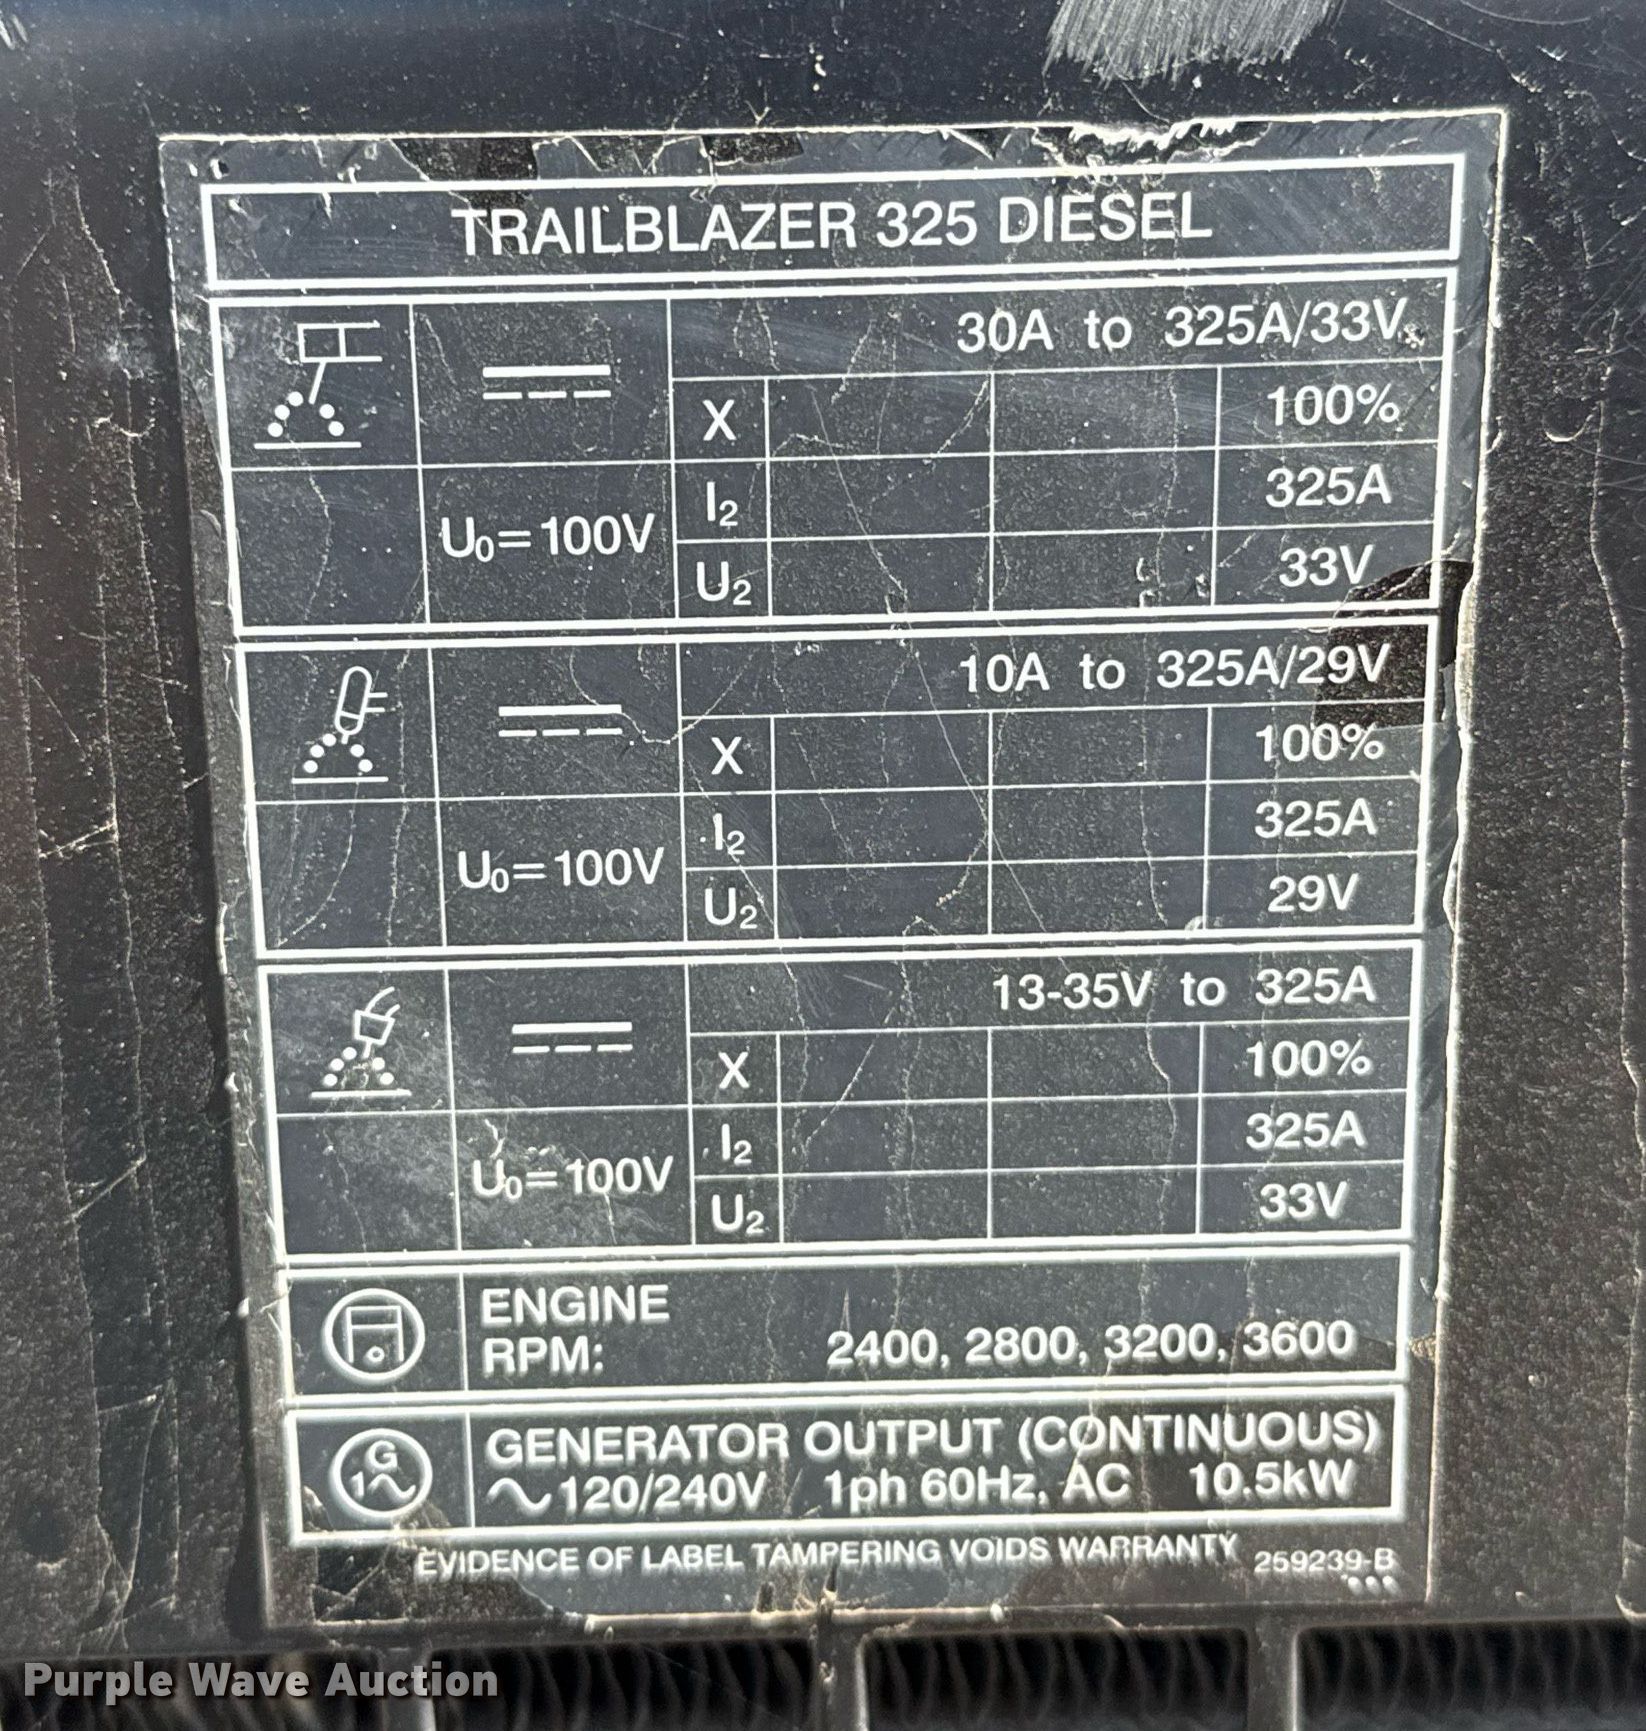 TRAILBLAZER 325 DIESEL
30A to 325A/33V
X 100%
I2 325A
U0=100V
U2 33V
10A to 325A/29V
X 100%
I2 325A
U0=100V
U2 29V
13-35V to 325A
X 100%
I2 325A
U0=100V
U2 33V
ENGINE
RPM: 2400, 2800, 3200, 3600
G
1
GENERATOR OUTPUT (CONTINUOUS)
~120/240V 1ph 60Hz, AC 10.5kW
EVIDENCE OF LABEL TAMPERING VOIDS WARRANTY 259239-B
Purple Wave Auction